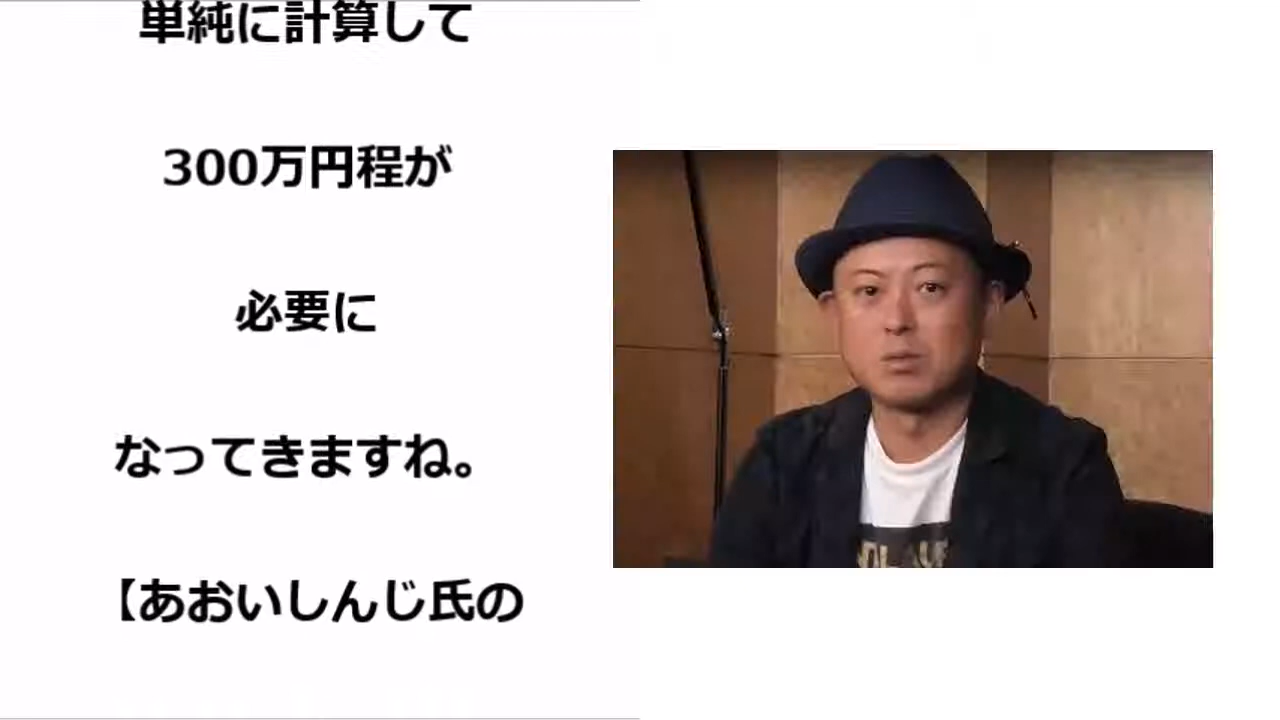 単純に計算して
300万円程が
必要に
なってきますね。
【あおいしんじ氏の